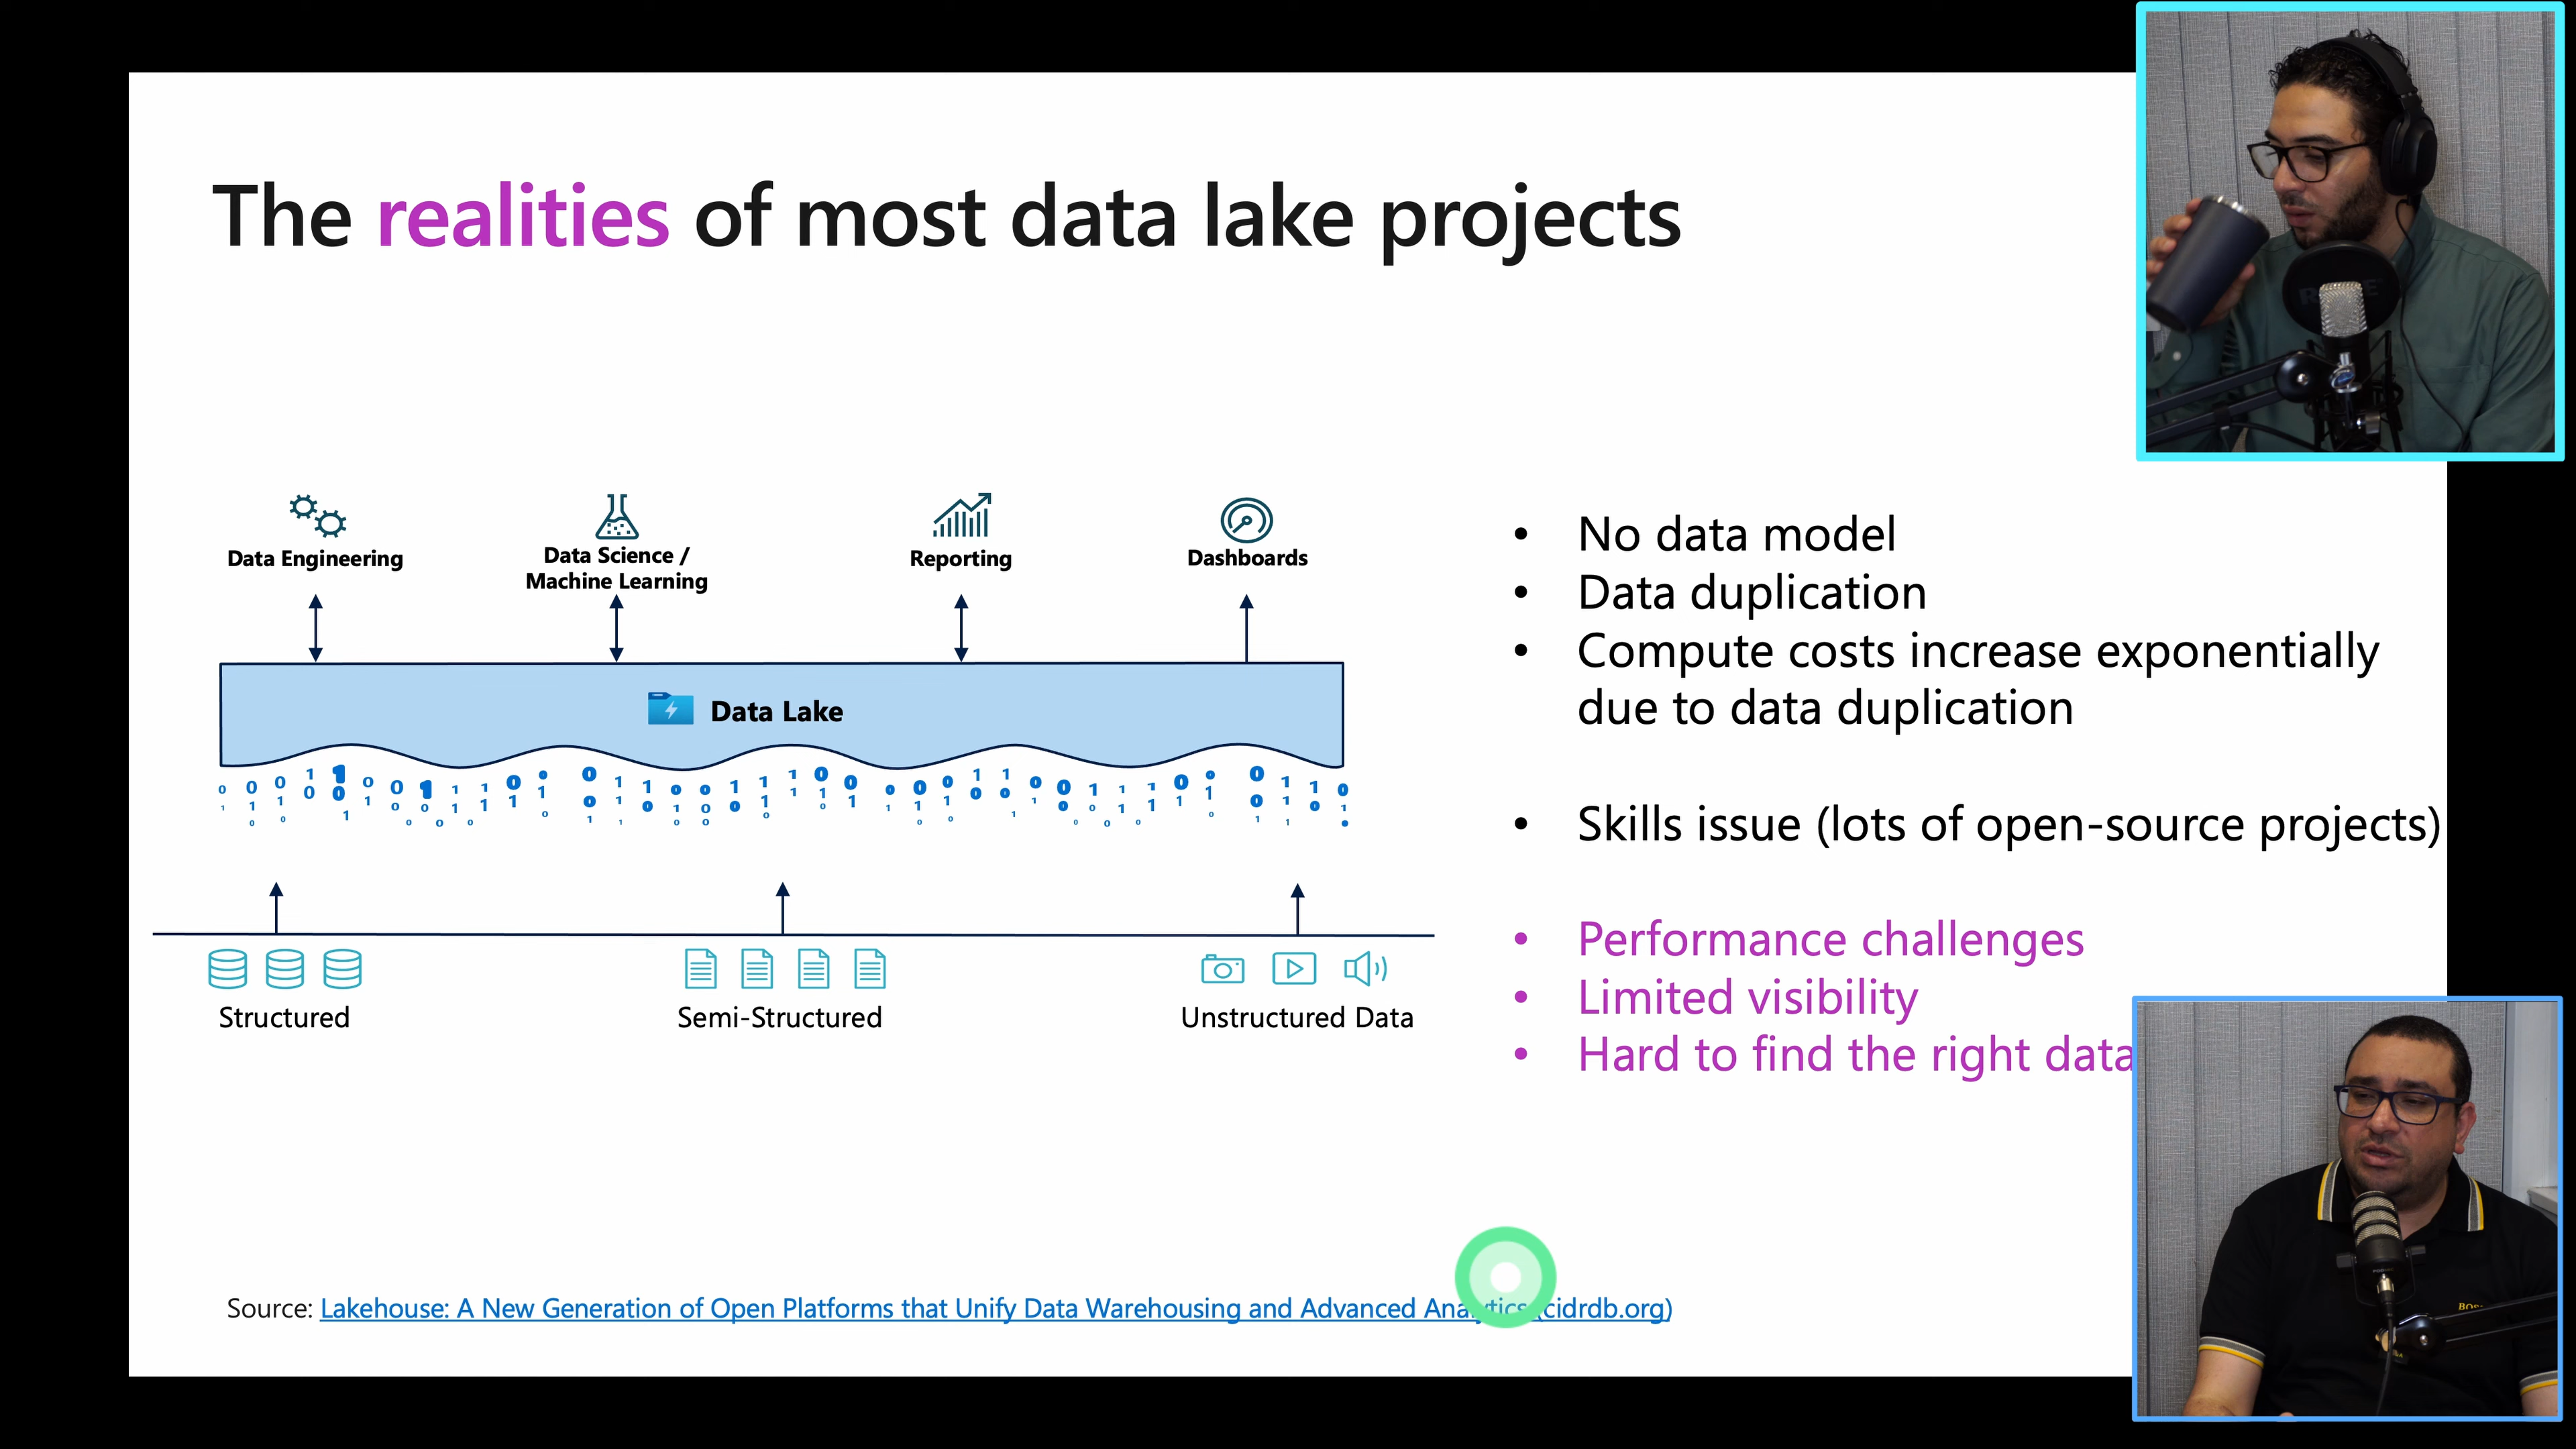 The realities of most data lake projects
Data Engineering
Data Science /
Machine Learning
Reporting
Dashboards
Data Lake
Structured
Semi-Structured
Unstructured Data
• No data model
• Data duplication
• Compute costs increase exponentially
due to data duplication
• Skills issue (lots of open-source projects)
• Performance challenges
• Limited visibility
• Hard to find the right data
Source: Lakehouse: A New Generation of Open Platforms that Unify Data Warehousing and Advanced Analytics (cidrdb.org)